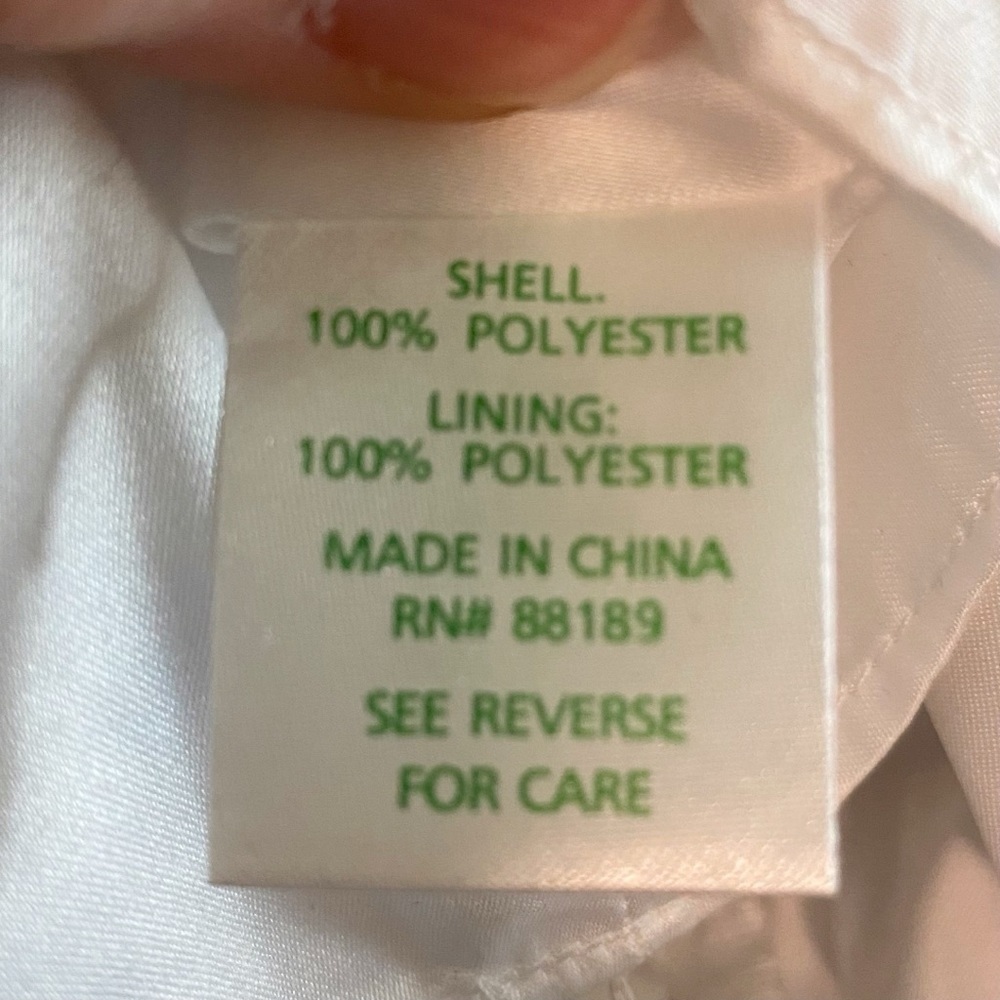 SHELL.
100% POLYESTER
LINING:
100% POLYESTER
MADE IN CHINA
RN# 88189
SEE REVERSE
FOR CARE